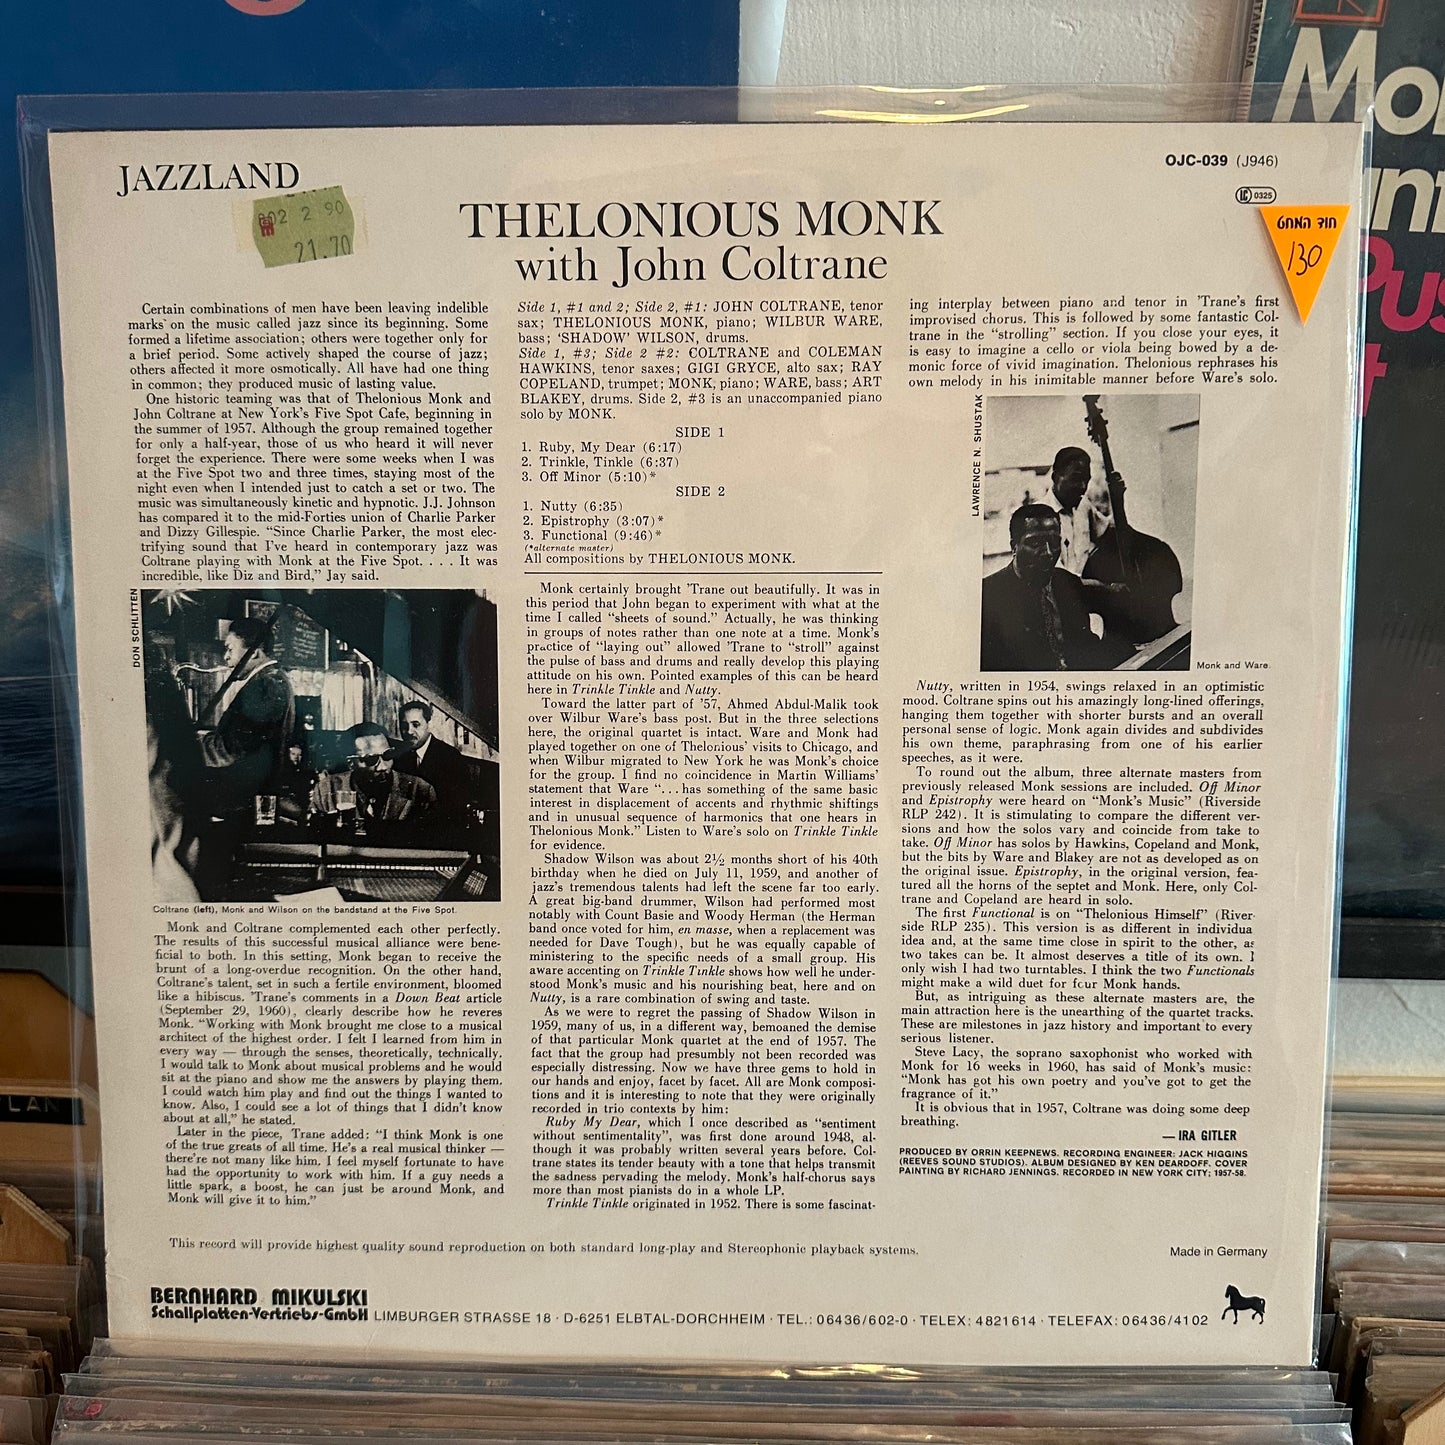 JAZZLAND
OJC-039 (J946)
LC 0325
2 2 90
21.70
חוד המחט
130
THELONIOUS MONK
with John Coltrane
Certain combinations of men have been leaving indelible
marks on the music called jazz since its beginning. Some
formed a lifetime association; others were together only for
a brief period. Some actively shaped the course of jazz;
others affected it more osmotically. All have had one thing
in common; they produced music of lasting value.
One historic teaming was that of Thelonious Monk and
John Coltrane at New York's Five Spot Cafe, beginning in
the summer of 1957. Although the group remained together
for only a half-year, those of us who heard it will never
forget the experience. There were some weeks when I was
at the Five Spot two and three times, staying most of the
night even when I intended just to catch a set or two. The
music was simultaneously kinetic and hypnotic. J.J. Johnson
has compared it to the mid-Forties union of Charlie Parker
and Dizzy Gillespie. "Since Charlie Parker, the most elec-
trifying sound that I've heard in contemporary jazz was
Coltrane playing with Monk at the Five Spot. . . . It was
incredible, like Diz and Bird," Jay said.
DON SCHLITTEN
Coltrane (left), Monk and Wilson on the bandstand at the Five Spot.
Monk and Coltrane complemented each other perfectly.
The results of this successful musical alliance were bene-
ficial to both. In this setting, Monk began to receive the
brunt of a long-overdue recognition. On the other hand,
Coltrane's talent, set in such a fertile environment, bloomed
like a hibiscus. 'Trane's comments in a Down Beat article
(September 29, 1960), clearly describe how he reveres
Monk. "Working with Monk brought me close to a musical
architect of the highest order. I felt I learned from him in
every way — through the senses, theoretically, technically.
I would talk to Monk about musical problems and he would
sit at the piano and show me the answers by playing them.
I could watch him play and find out the things I wanted to
know. Also, I could see a lot of things that I didn't know
about at all," he stated.
Later in the piece, Trane added: "I think Monk is one
of the true greats of all time. He's a real musical thinker —
there're not many like him. I feel myself fortunate to have
had the opportunity to work with him. If a guy needs a
little spark, a boost, he can just be around Monk, and
Monk will give it to him."
Side 1, #1 and 2; Side 2, #1: JOHN COLTRANE, tenor
sax; THELONIOUS MONK, piano; WILBUR WARE,
bass; 'SHADOW' WILSON, drums.
Side 1, #3; Side 2 #2: COLTRANE and COLEMAN
HAWKINS, tenor saxes; GIGI GRYCE, alto sax; RAY
COPELAND, trumpet; MONK, piano; WARE, bass; ART
BLAKEY, drums. Side 2, #3 is an unaccompanied piano
solo by MONK.
SIDE 1
1. Ruby, My Dear (6:17)
2. Trinkle, Tinkle (6:37)
3. Off Minor (5:10)*
SIDE 2
1. Nutty (6:35)
2. Epistrophy (3:07)*
3. Functional (9:46)*
(*alternate master)
All compositions by THELONIOUS MONK.
Monk certainly brought 'Trane out beautifully. It was in
this period that John began to experiment with what at the
time I called "sheets of sound." Actually, he was thinking
in groups of notes rather than one note at a time. Monk's
practice of "laying out" allowed 'Trane to "stroll" against
the pulse of bass and drums and really develop this playing
attitude on his own. Pointed examples of this can be heard
here in Trinkle Tinkle and Nutty.
Toward the latter part of '57, Ahmed Abdul-Malik took
over Wilbur Ware's bass post. But in the three selections
here, the original quartet is intact. Ware and Monk had
played together on one of Thelonious' visits to Chicago, and
when Wilbur migrated to New York he was Monk's choice
for the group. I find no coincidence in Martin Williams'
statement that Ware ". . . has something of the same basic
interest in displacement of accents and rhythmic shiftings
and in unusual sequence of harmonics that one hears in
Thelonious Monk." Listen to Ware's solo on Trinkle Tinkle
for evidence.
Shadow Wilson was about 2½ months short of his 40th
birthday when he died on July 11, 1959, and another of
jazz's tremendous talents had left the scene far too early.
A great big-band drummer, Wilson had performed most
notably with Count Basie and Woody Herman (the Herman
band once voted for him, en masse, when a replacement was
needed for Dave Tough), but he was equally capable of
ministering to the specific needs of a small group. His
aware accenting on Trinkle Tinkle shows how well he under-
stood Monk's music and his nourishing beat, here and on
Nutty, is a rare combination of swing and taste.
As we were to regret the passing of Shadow Wilson in
1959, many of us, in a different way, bemoaned the demise
of that particular Monk quartet at the end of 1957. The
fact that the group had presumbly not been recorded was
especially distressing. Now we have three gems to hold in
our hands and enjoy, facet by facet. All are Monk composi-
tions and it is interesting to note that they were originally
recorded in trio contexts by him:
Ruby My Dear, which I once described as "sentiment
without sentimentality", was first done around 1948, al-
though it was probably written several years before. Col-
trane states its tender beauty with a tone that helps transmit
the sadness pervading the melody. Monk's half-chorus says
more than most pianists do in a whole LP.
Trinkle Tinkle originated in 1952. There is some fascinat-
ing interplay between piano and tenor in 'Trane's first
improvised chorus. This is followed by some fantastic Col-
trane in the "strolling" section. If you close your eyes, it
is easy to imagine a cello or viola being bowed by a de-
monic force of vivid imagination. Thelonious rephrases his
own melody in his inimitable manner before Ware's solo.
LAWRENCE N. SHUSTAK
Monk and Ware.
Nutty, written in 1954, swings relaxed in an optimistic
mood. Coltrane spins out his amazingly long-lined offerings,
hanging them together with shorter bursts and an overall
personal sense of logic. Monk again divides and subdivides
his own theme, paraphrasing from one of his earlier
speeches, as it were.
To round out the album, three alternate masters from
previously released Monk sessions are included. Off Minor
and Epistrophy were heard on "Monk's Music" (Riverside
RLP 242). It is stimulating to compare the different ver-
sions and how the solos vary and coincide from take to
take. Off Minor has solos by Hawkins, Copeland and Monk,
but the bits by Ware and Blakey are not as developed as on
the original issue. Epistrophy, in the original version, fea-
tured all the horns of the septet and Monk. Here, only Col-
trane and Copeland are heard in solo.
The first Functional is on "Thelonious Himself" (River-
side RLP 235). This version is as different in individua
idea and, at the same time close in spirit to the other, as
two takes can be. It almost deserves a title of its own. I
only wish I had two turntables. I think the two Functionals
might make a wild duet for four Monk hands.
But, as intriguing as these alternate masters are, the
main attraction here is the unearthing of the quartet tracks.
These are milestones in jazz history and important to every
serious listener.
Steve Lacy, the soprano saxophonist who worked with
Monk for 16 weeks in 1960, has said of Monk's music:
"Monk has got his own poetry and you've got to get the
fragrance of it."
It is obvious that in 1957, Coltrane was doing some deep
breathing.
— IRA GITLER
PRODUCED BY ORRIN KEEPNEWS. RECORDING ENGINEER: JACK HIGGINS
(REEVES SOUND STUDIOS). ALBUM DESIGNED BY KEN DEARDOFF. COVER
PAINTING BY RICHARD JENNINGS. RECORDED IN NEW YORK CITY; 1957-58.
This record will provide highest quality sound reproduction on both standard long-play and Stereophonic playback systems.
Made in Germany
BERNHARD MIKULSKI
Schallplatten-Vertriebs-GmbH LIMBURGER STRASSE 18 · D-6251 ELBTAL-DORCHHEIM · TEL.: 06436/602-0 · TELEX: 4821614 · TELEFAX: 06436/4102